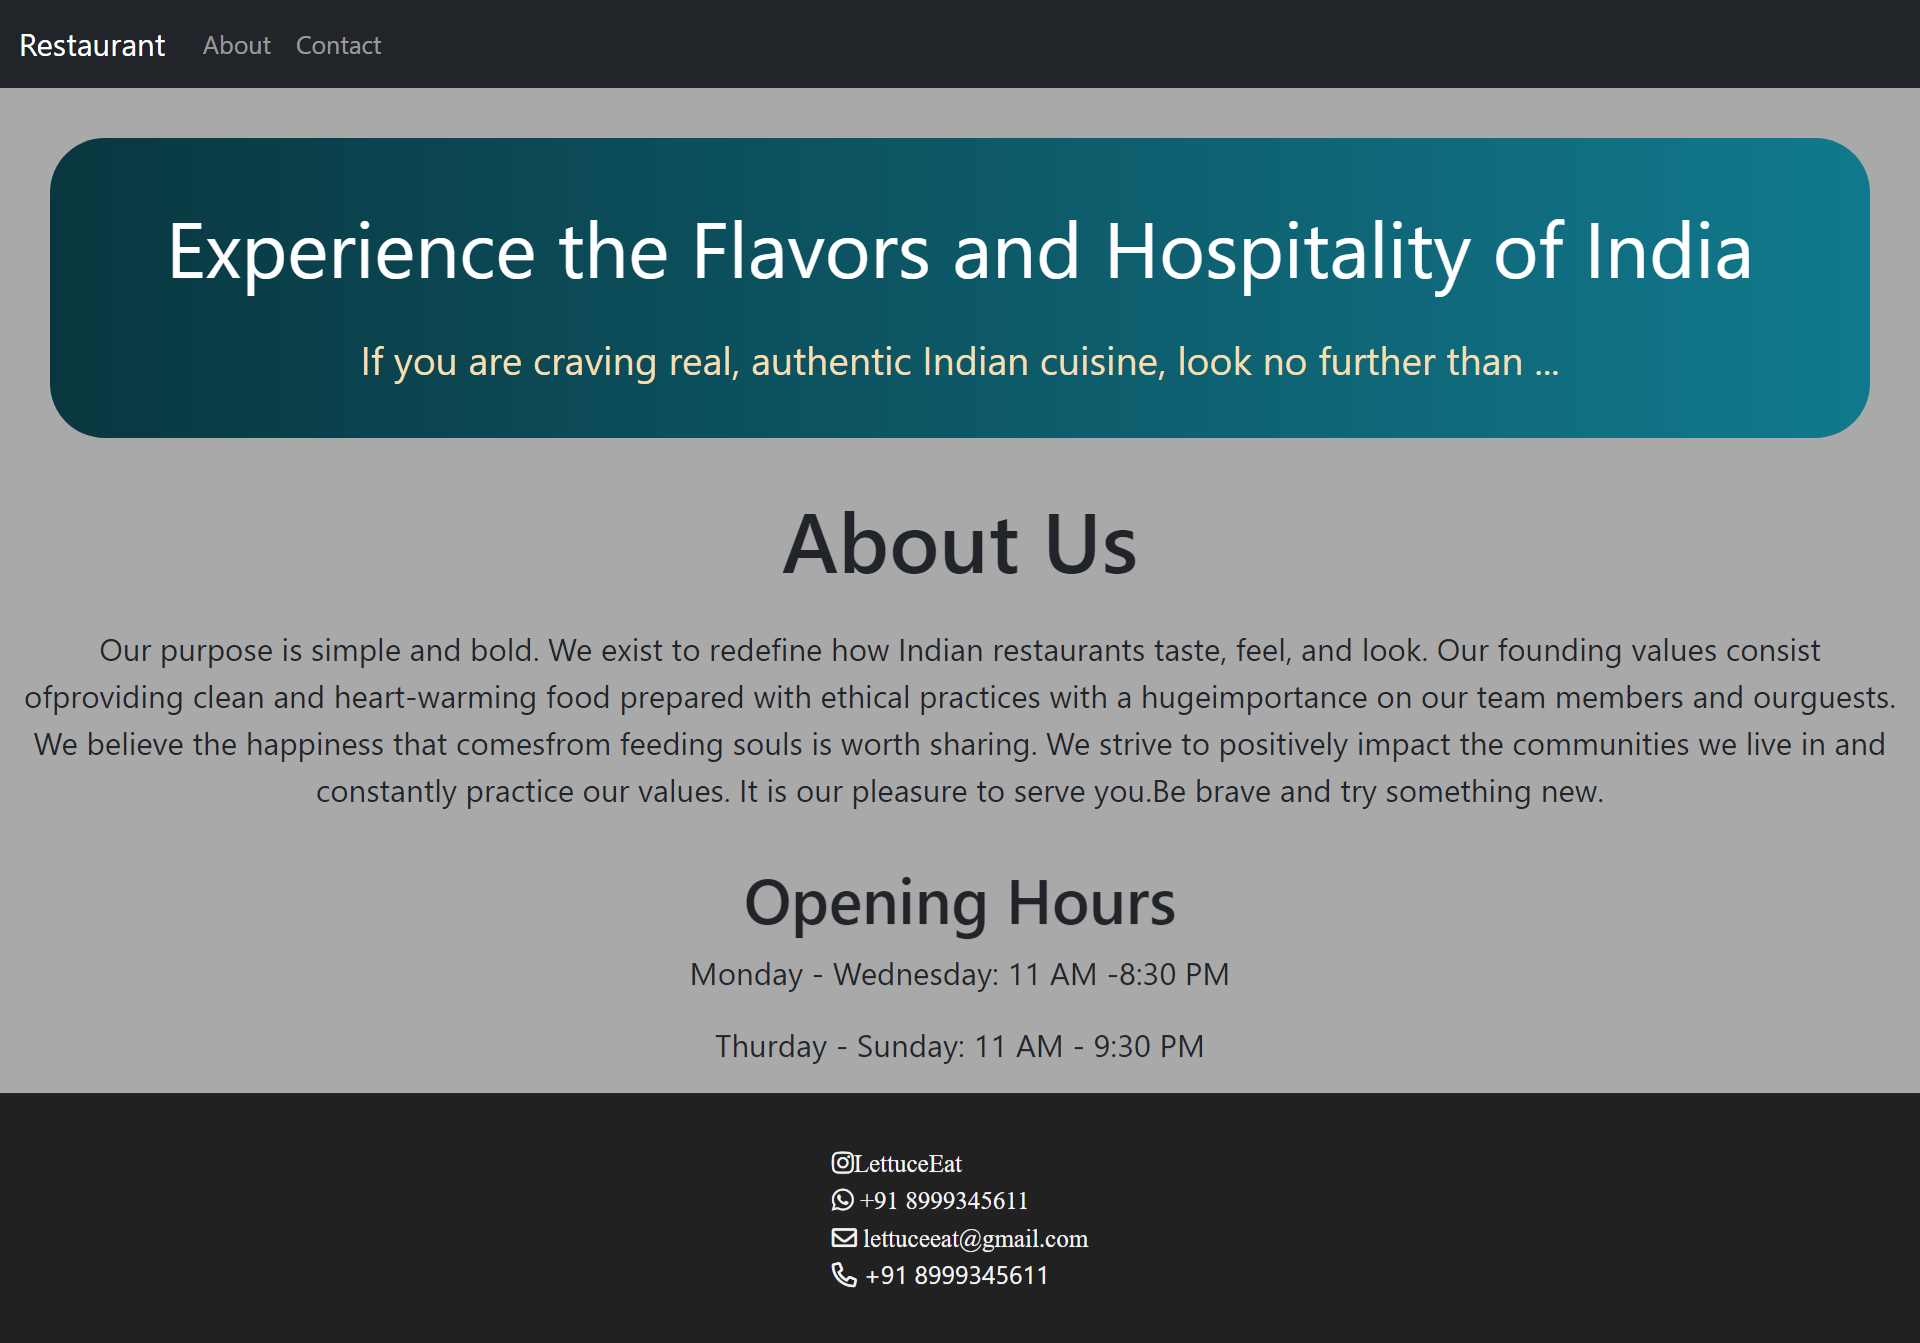 Restaurant About Contact
Experience the Flavors and Hospitality of India
If you are craving real, authentic Indian cuisine, look no further than ...
About Us
Our purpose is simple and bold. We exist to redefine how Indian restaurants taste, feel, and look. Our founding values consist
ofproviding clean and heart-warming food prepared with ethical practices with a hugeimportance on our team members and ourguests.
We believe the happiness that comesfrom feeding souls is worth sharing. We strive to positively impact the communities we live in and
constantly practice our values. It is our pleasure to serve you.Be brave and try something new.
Opening Hours
Monday - Wednesday: 11 AM -8:30 PM
Thurday - Sunday: 11 AM - 9:30 PM
LettuceEat
+91 8999345611
lettuceeat@gmail.com
+91 8999345611